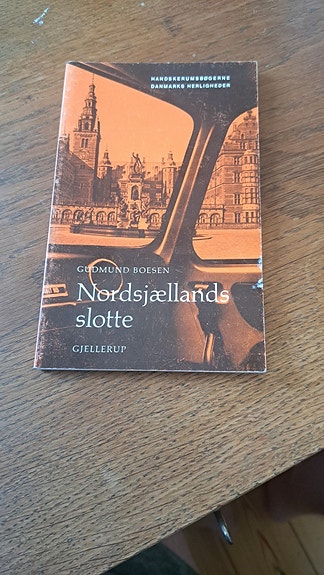 HANDSKERUMSBØGERNE
DANMARKS HERLIGHEDER
GUDMUND BOESEN
Nordsjællands
slotte
GJELLERUP